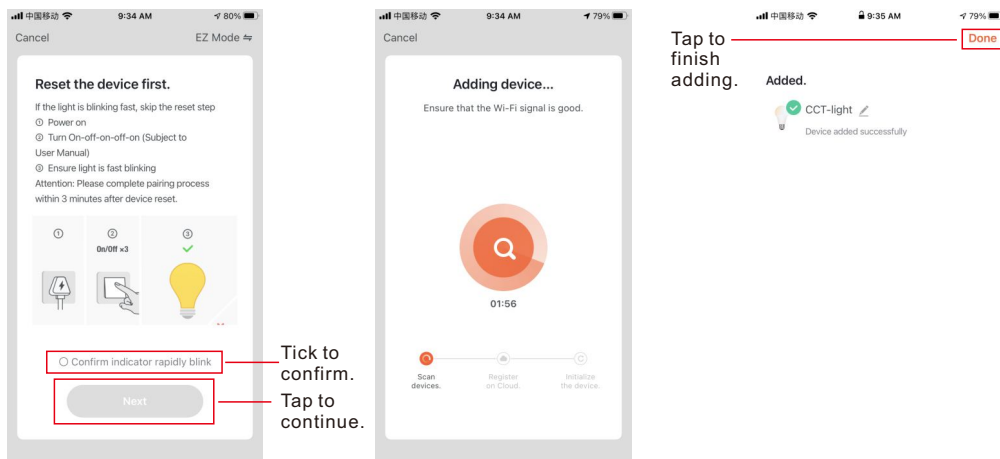 中国移动 9:34 AM 80%
Cancel EZ Mode
Reset the device first.
If the light is blinking fast, skip the reset step
① Power on
② Turn On-off-on-off-on (Subject to
User Manual)
③ Ensure light is fast blinking
Attention: Please complete pairing process
within 3 minutes after device reset.
① ② ③
On/Off ×3
Confirm indicator rapidly blink
Next
Tick to
confirm.
Tap to
continue.
中国移动 9:34 AM 79%
Cancel
Adding device...
Ensure that the Wi-Fi signal is good.
01:56
Scan
devices.
Register
on Cloud.
Initialize
the device.
Tap to
finish
adding.
中国移动 9:35 AM 79%
Done
Added.
CCT-light
Device added successfully